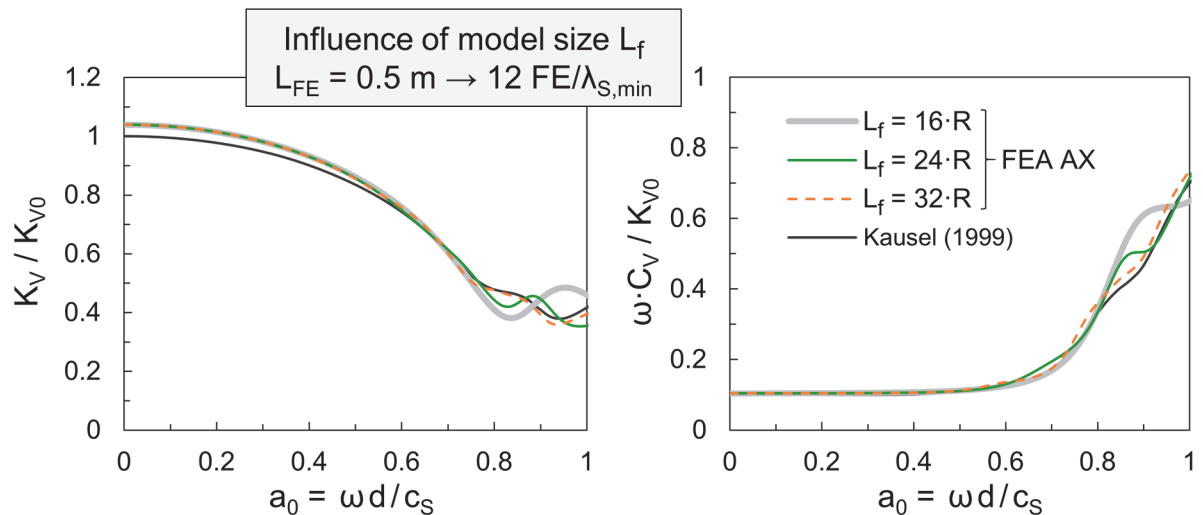 Influence of model size L_f
L_FE = 0.5 m → 12 FE/λ_S,min
K_V / K_V0
1.2
1
0.8
0.6
0.4
0.2
0
0 0.2 0.4 0.6 0.8 1
a_0 = ω d / c_S
ω·C_V / K_V0
1
0.8
0.6
0.4
0.2
0
L_f = 16·R
L_f = 24·R
L_f = 32·R
FEA AX
Kausel (1999)
0 0.2 0.4 0.6 0.8 1
a_0 = ω d / c_S